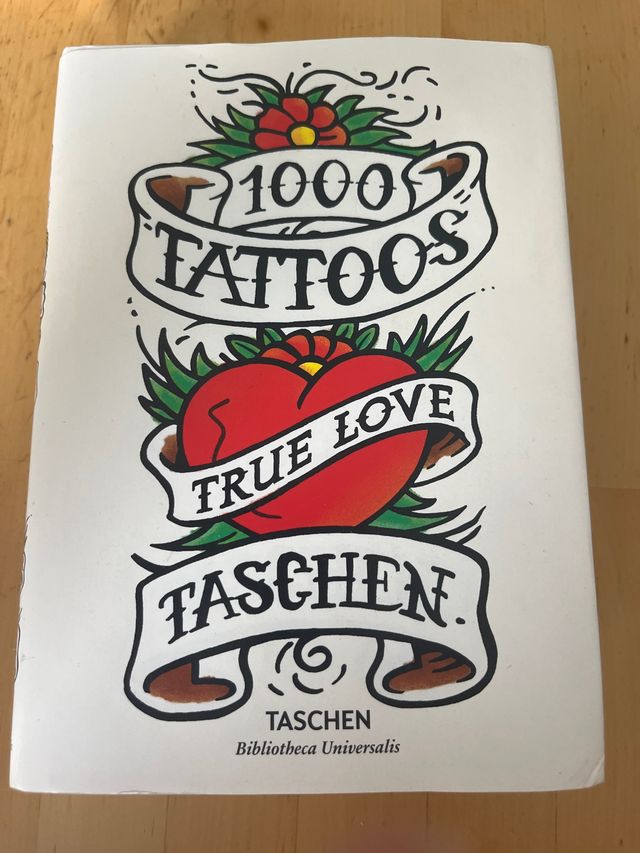 1000
TATTOOS
TRUE LOVE
TASCHEN.
TASCHEN
Bibliotheca Universalis